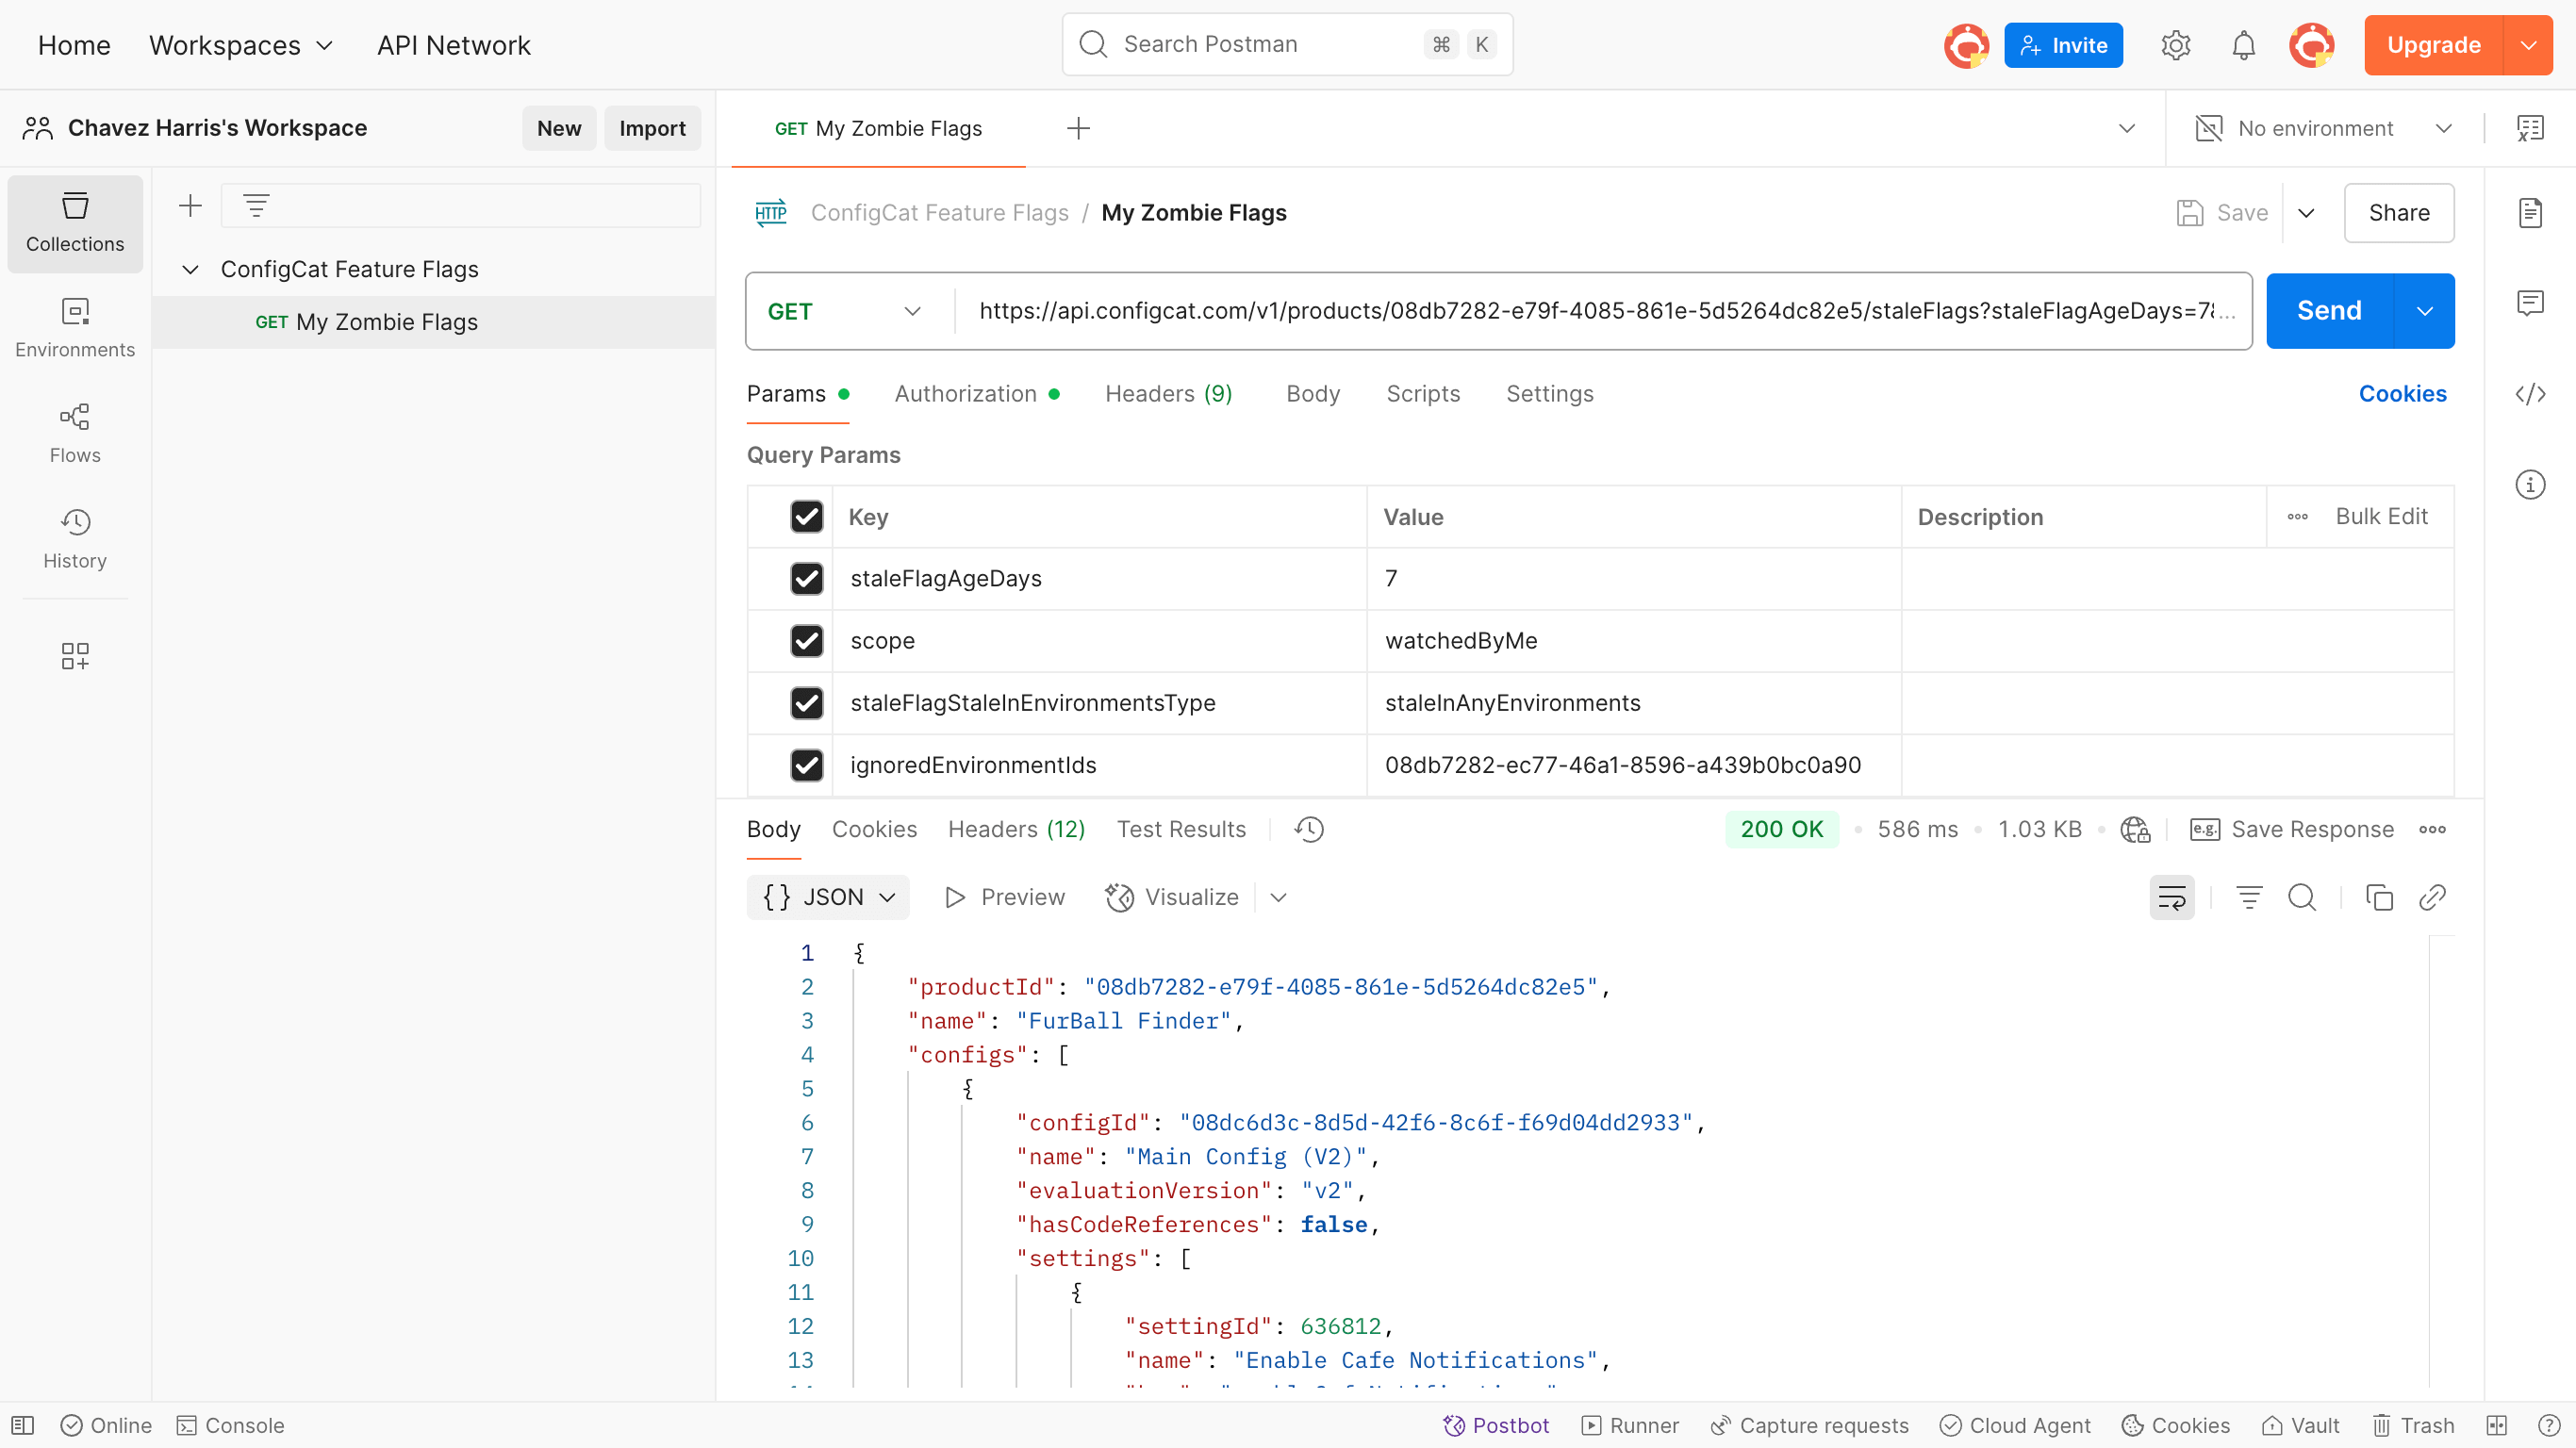 Home
Workspaces
API Network
Search Postman
⌘ K
Invite
Upgrade
Chavez Harris's Workspace
New
Import
GET My Zombie Flags
No environment
Collections
Environments
Flows
History
ConfigCat Feature Flags
GET My Zombie Flags
HTTP ConfigCat Feature Flags / My Zombie Flags
Save
Share
GET
https://api.configcat.com/v1/products/08db7282-e79f-4085-861e-5d5264dc82e5/staleFlags?staleFlagAgeDays=7...
Send
Params
Authorization
Headers (9)
Body
Scripts
Settings
Cookies
Query Params
Key Value Description ••• Bulk Edit
staleFlagAgeDays 7
scope watchedByMe
staleFlagStaleInEnvironmentsType staleInAnyEnvironments
ignoredEnvironmentIds 08db7282-ec77-46a1-8596-a439b0bc0a90
Body
Cookies
Headers (12)
Test Results
200 OK • 586 ms • 1.03 KB
e.g. Save Response
{} JSON
Preview
Visualize
1 {
2 "productId": "08db7282-e79f-4085-861e-5d5264dc82e5",
3 "name": "FurBall Finder",
4 "configs": [
5 {
6 "configId": "08dc6d3c-8d5d-42f6-8c6f-f69d04dd2933",
7 "name": "Main Config (V2)",
8 "evaluationVersion": "v2",
9 "hasCodeReferences": false,
10 "settings": [
11 {
12 "settingId": 636812,
13 "name": "Enable Cafe Notifications",
Online
Console
Postbot
Runner
Capture requests
Cloud Agent
Cookies
Vault
Trash